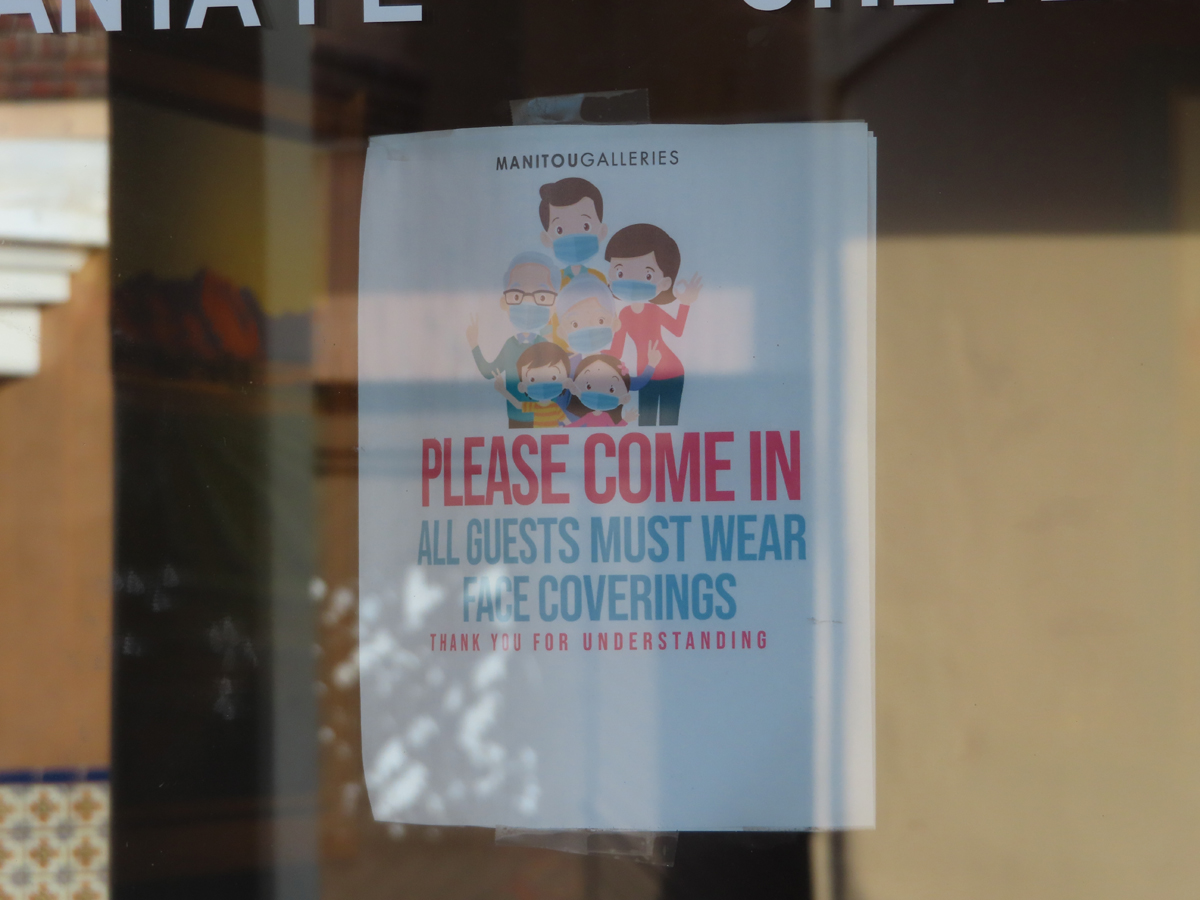 MANITOUGALLERIES
PLEASE COME IN
ALL GUESTS MUST WEAR
FACE COVERINGS
THANK YOU FOR UNDERSTANDING